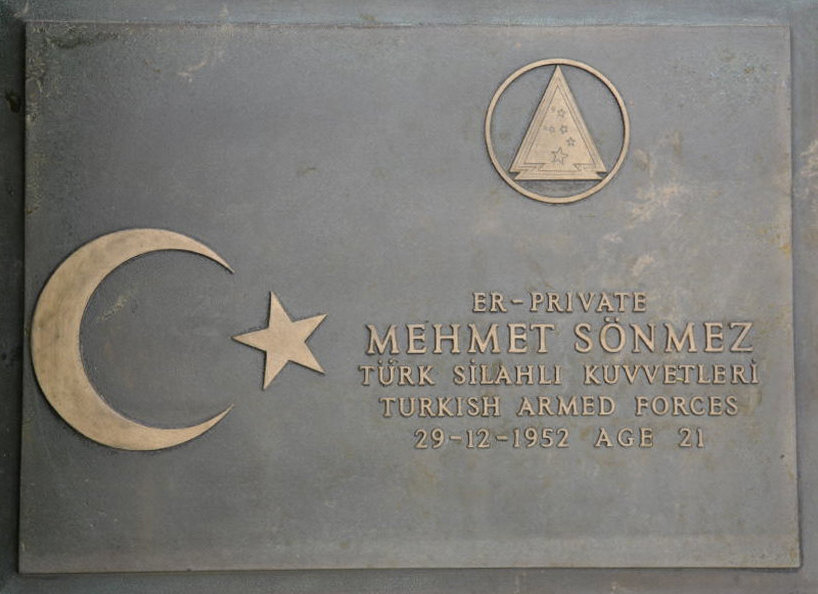 ER-PRIVATE
MEHMET SÖNMEZ
TÜRK SİLAHLI KUVVETLERİ
TURKISH ARMED FORCES
29-12-1952 AGE 21